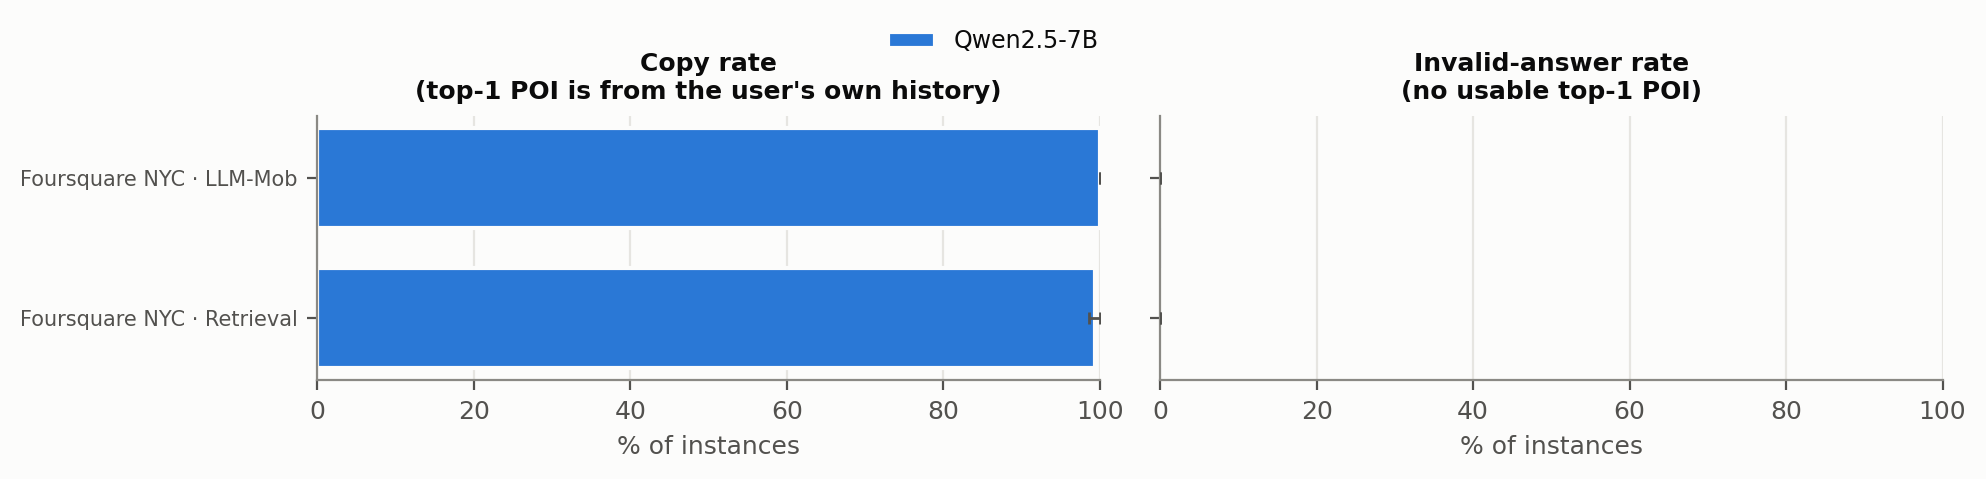 Qwen2.5-7B
Copy rate
(top-1 POI is from the user's own history)
Invalid-answer rate
(no usable top-1 POI)
Foursquare NYC · LLM-Mob
Foursquare NYC · Retrieval
0 20 40 60 80 100
0 20 40 60 80 100
% of instances
% of instances